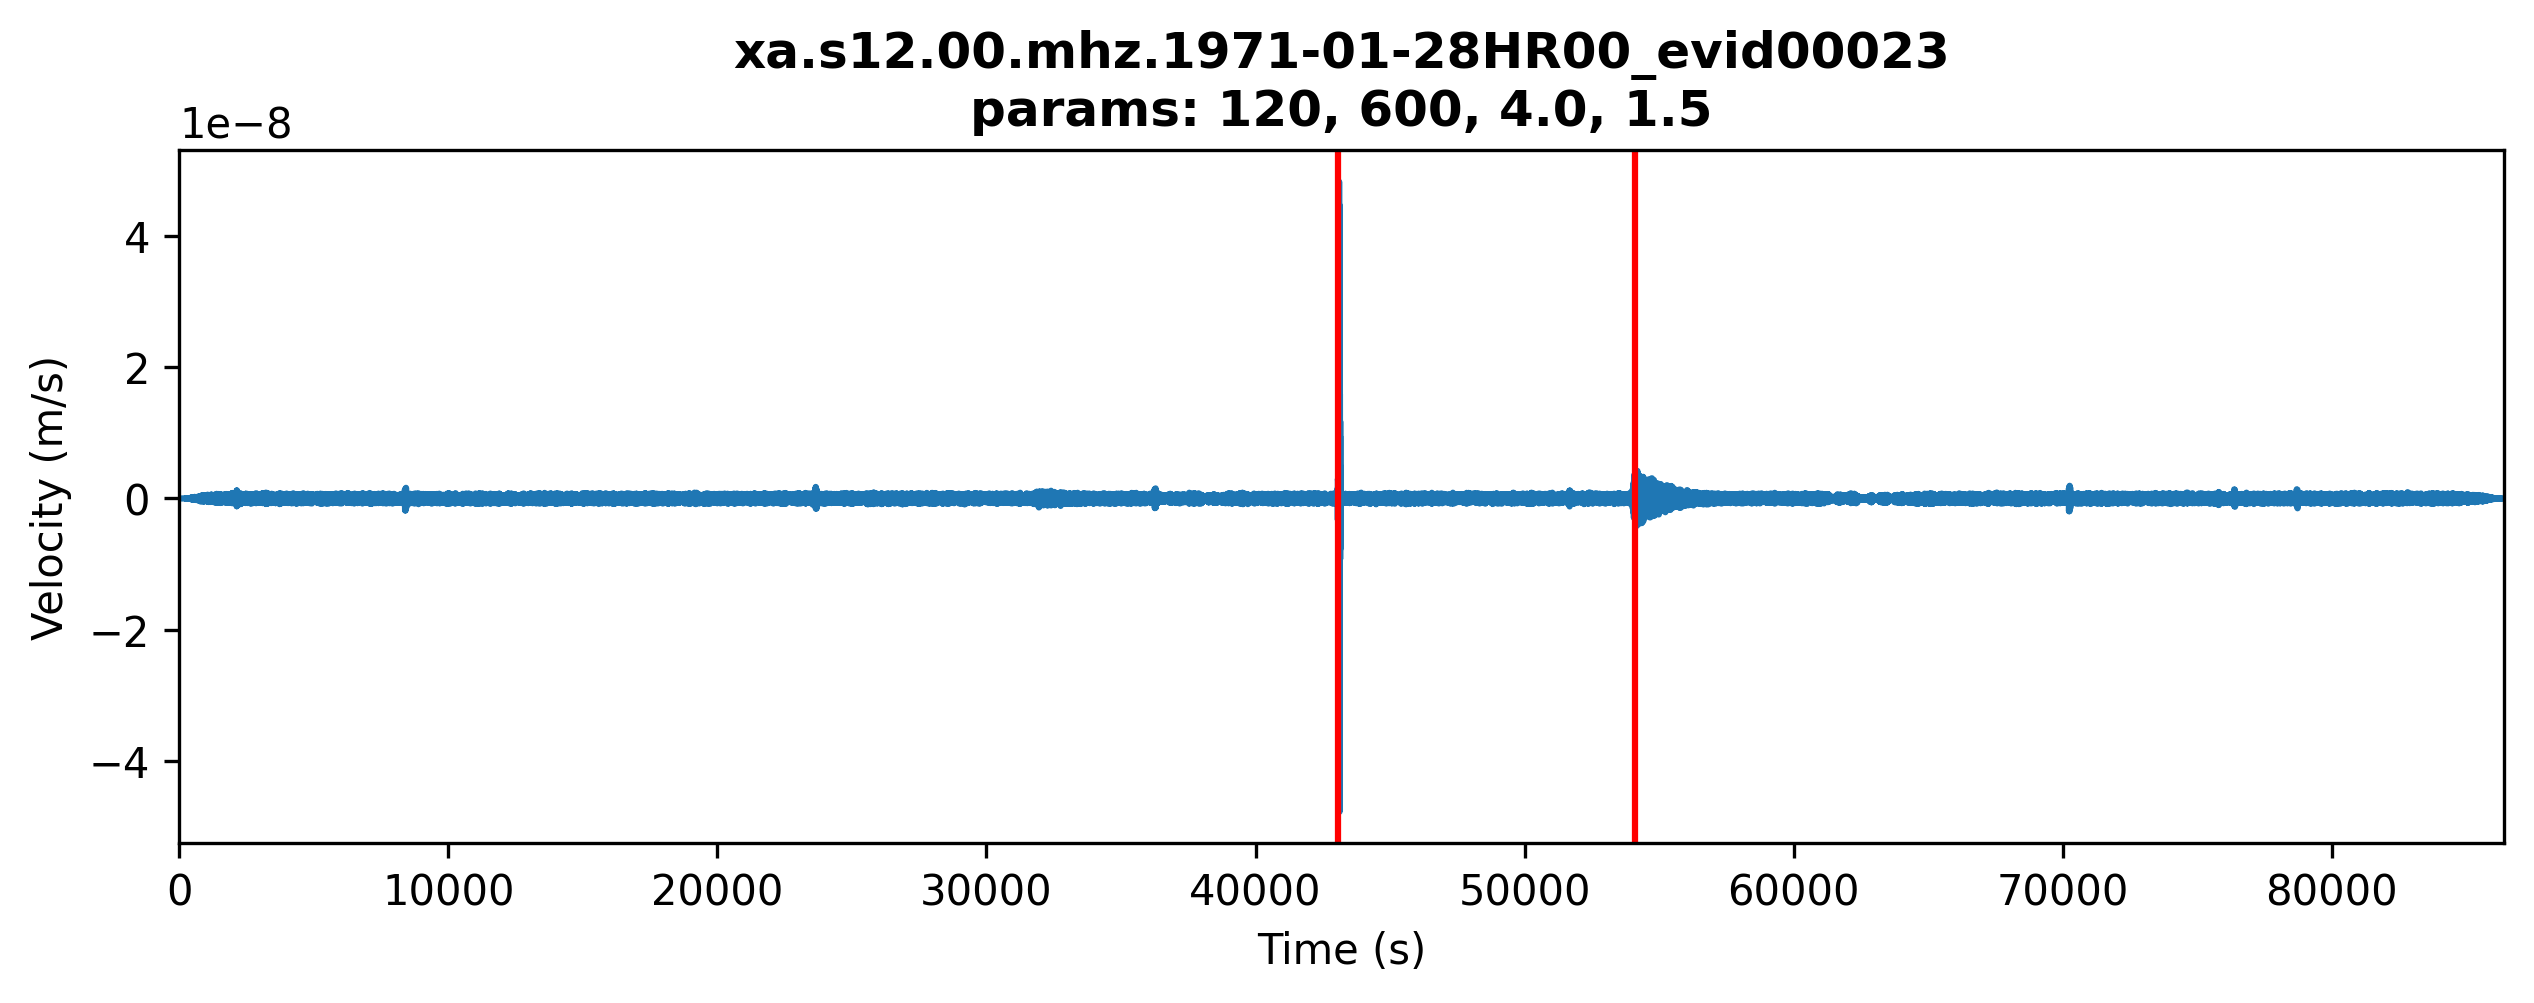 xa.s12.00.mhz.1971-01-28HR00_evid00023
params: 120, 600, 4.0, 1.5
1e−8
4
2
0
−2
−4
Velocity (m/s)
0 10000 20000 30000 40000 50000 60000 70000 80000
Time (s)